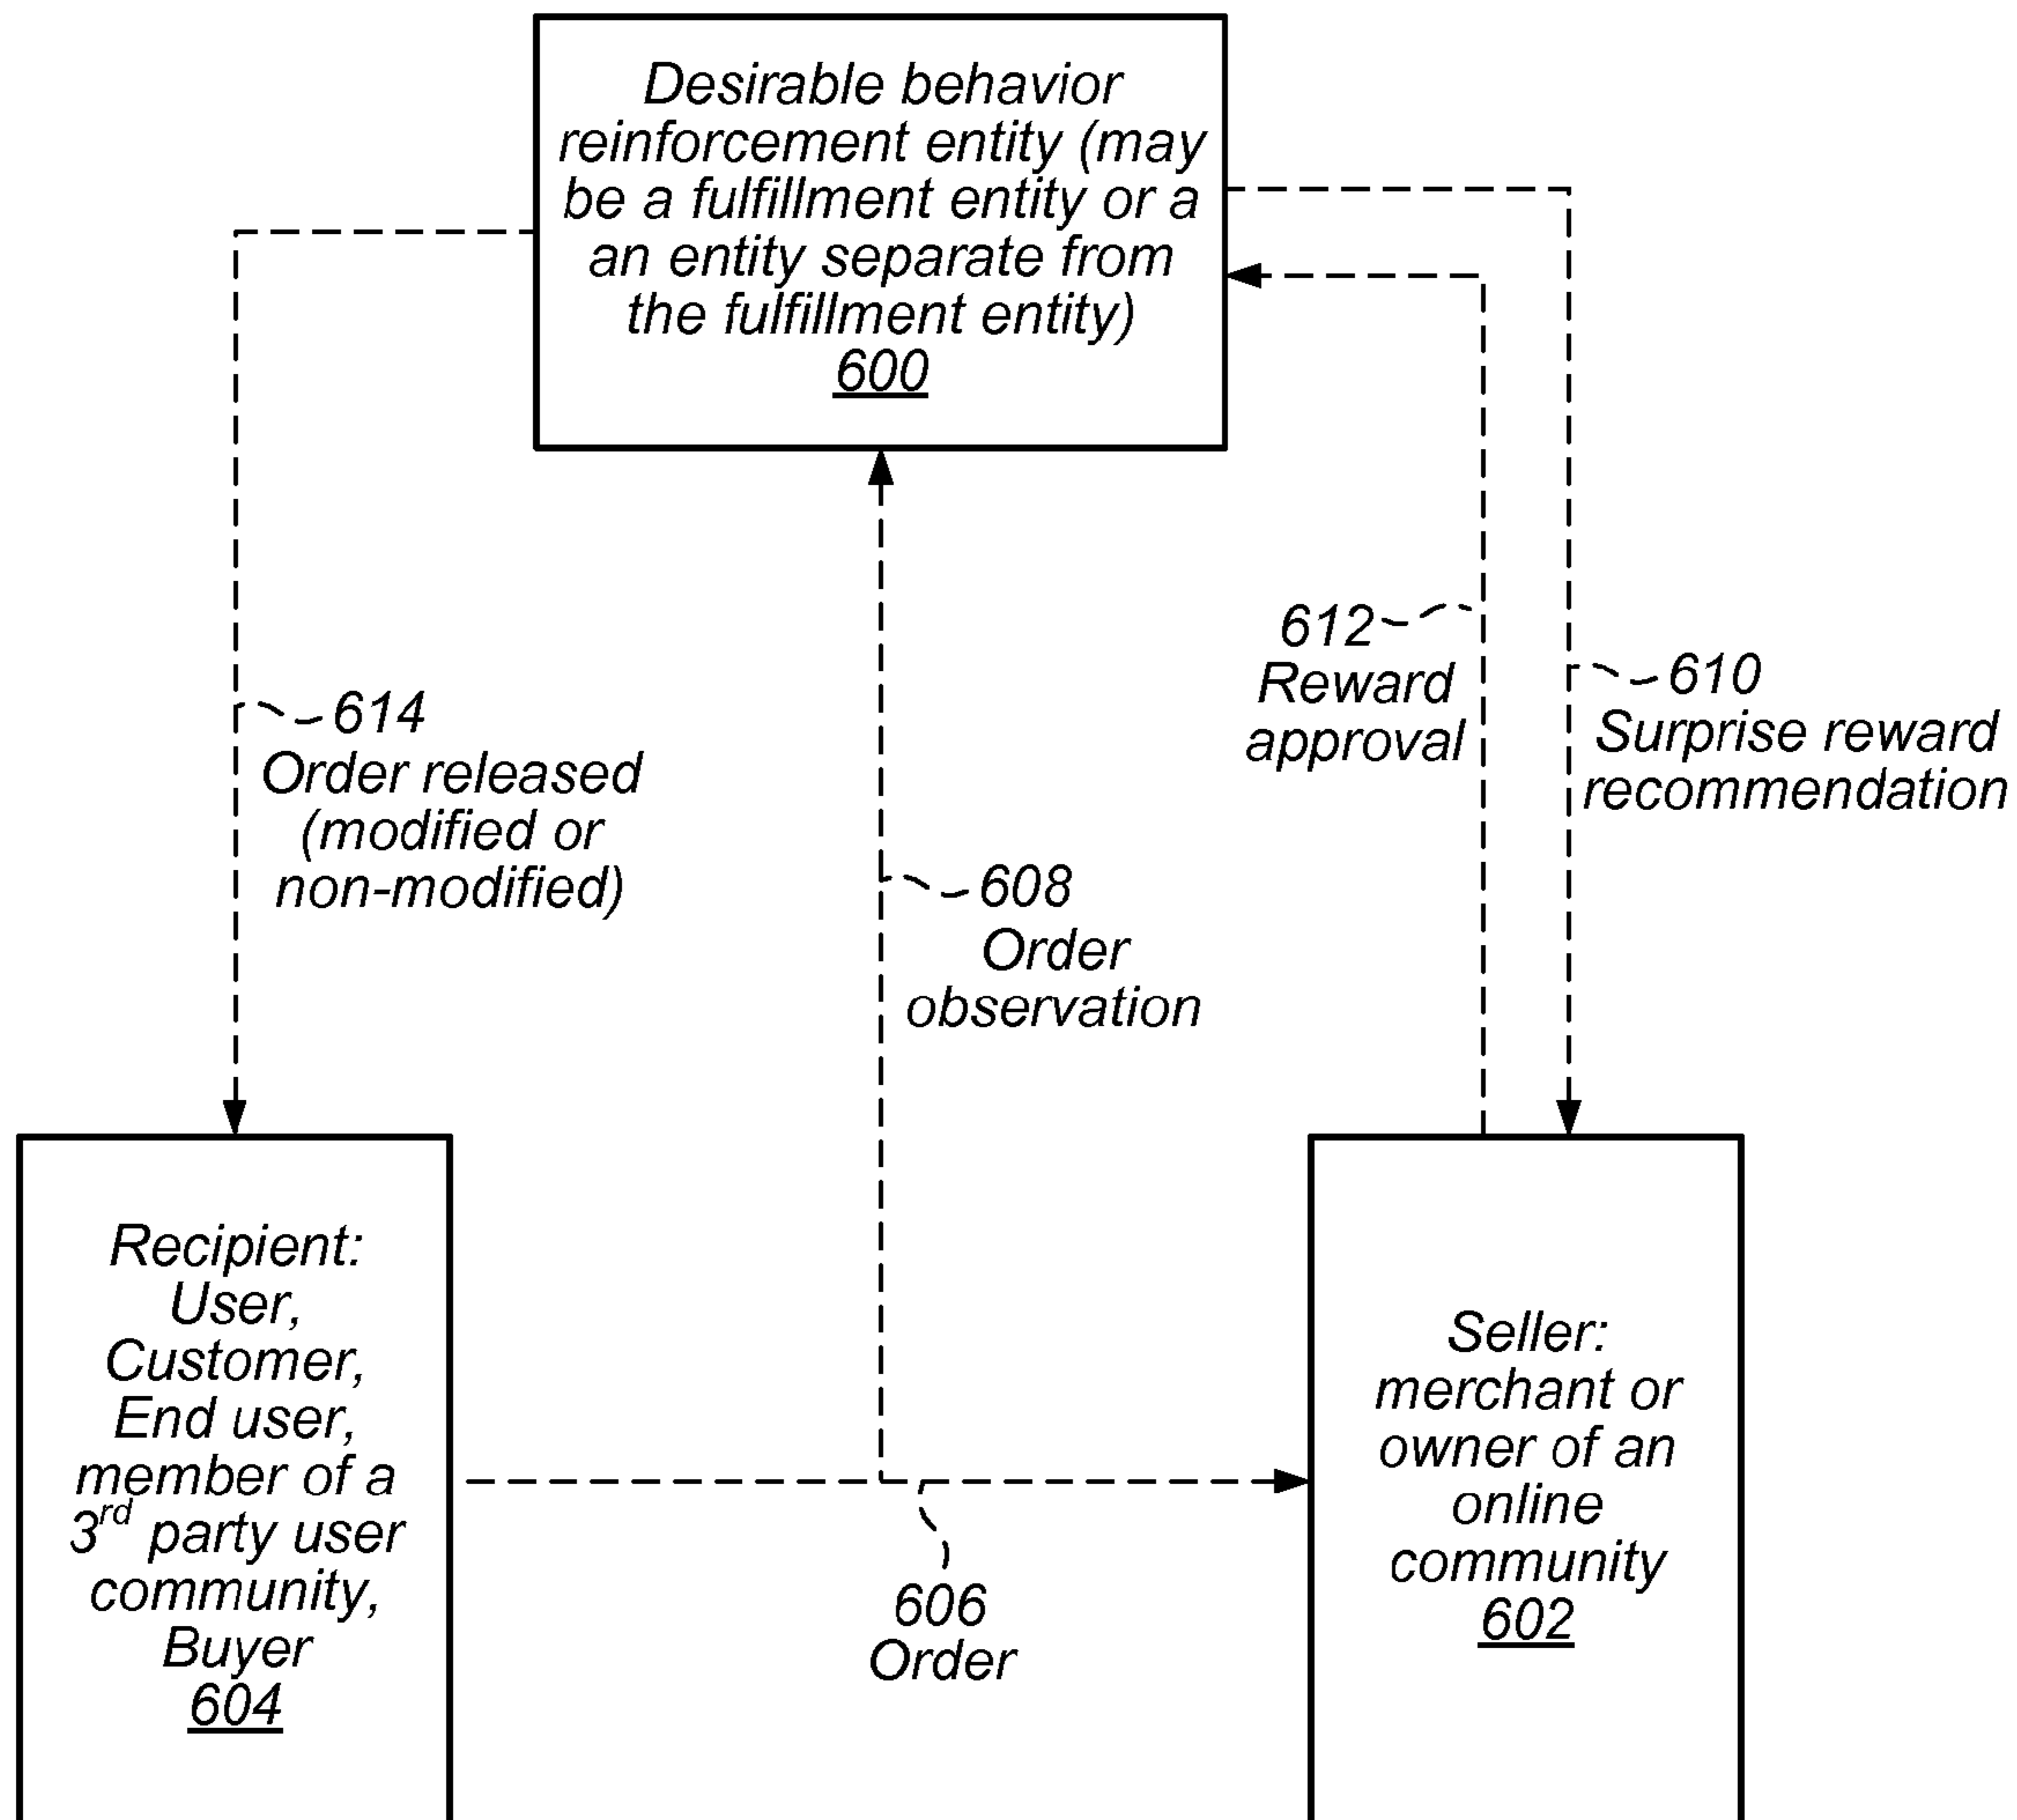 Desirable behavior
reinforcement entity (may
be a fulfillment entity or a
an entity separate from
the fulfillment entity)
600
612
Reward
approval
610
Surprise reward
recommendation
614
Order released
(modified or
non-modified)
608
Order
observation
Recipient:
User,
Customer,
End user,
member of a
3rd party user
community,
Buyer
604
Seller:
merchant or
owner of an
online
community
602
606
Order